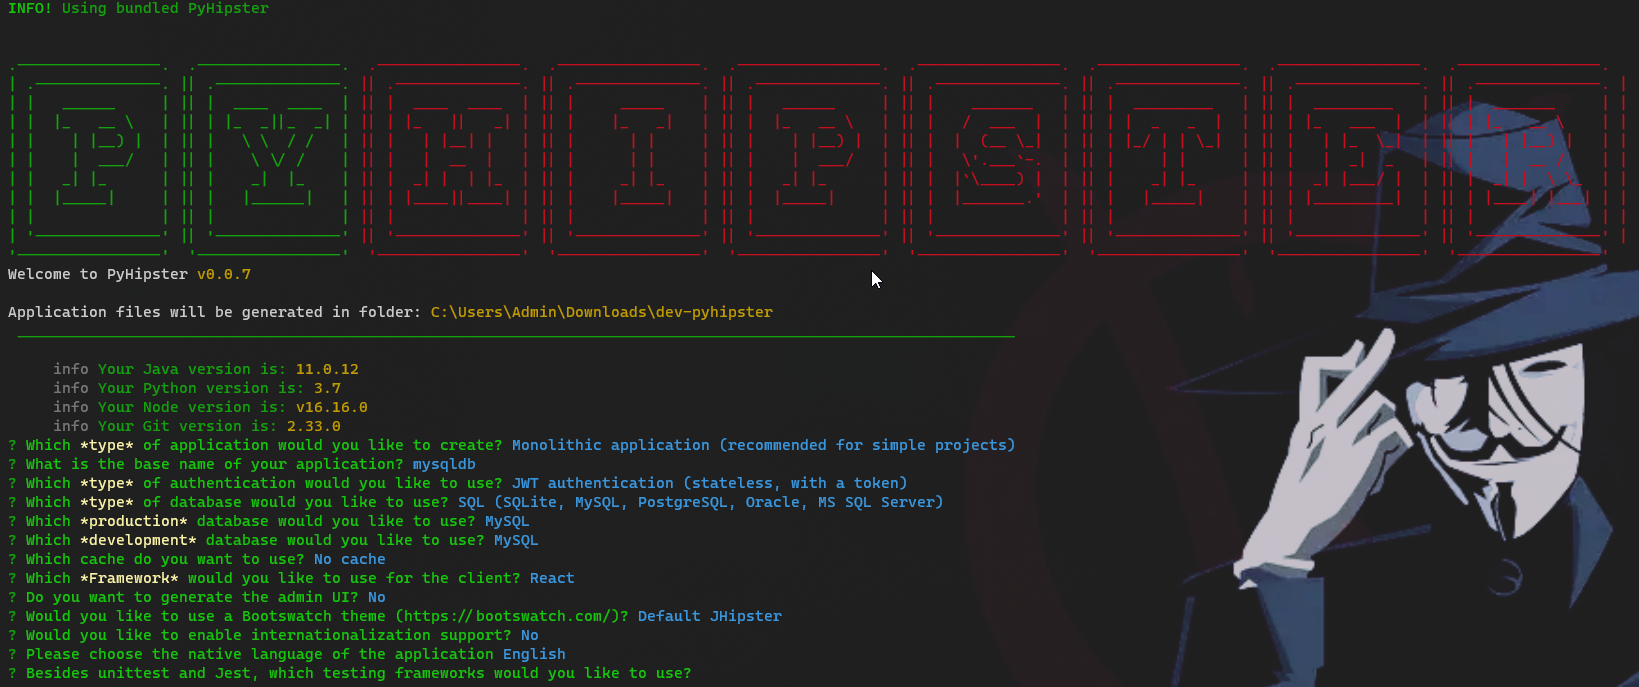 INFO! Using bundled PyHipster
PYHIPSTER
Welcome to PyHipster v0.0.7
Application files will be generated in folder: C:\Users\Admin\Downloads\dev-pyhipster
info Your Java version is: 11.0.12
info Your Python version is: 3.7
info Your Node version is: v16.16.0
info Your Git version is: 2.33.0
? Which *type* of application would you like to create? Monolithic application (recommended for simple projects)
? What is the base name of your application? mysqldb
? Which *type* of authentication would you like to use? JWT authentication (stateless, with a token)
? Which *type* of database would you like to use? SQL (SQLite, MySQL, PostgreSQL, Oracle, MS SQL Server)
? Which *production* database would you like to use? MySQL
? Which *development* database would you like to use? MySQL
? Which cache do you want to use? No cache
? Which *Framework* would you like to use for the client? React
? Do you want to generate the admin UI? No
? Would you like to use a Bootswatch theme (https://bootswatch.com/)? Default JHipster
? Would you like to enable internationalization support? No
? Please choose the native language of the application English
? Besides unittest and Jest, which testing frameworks would you like to use?